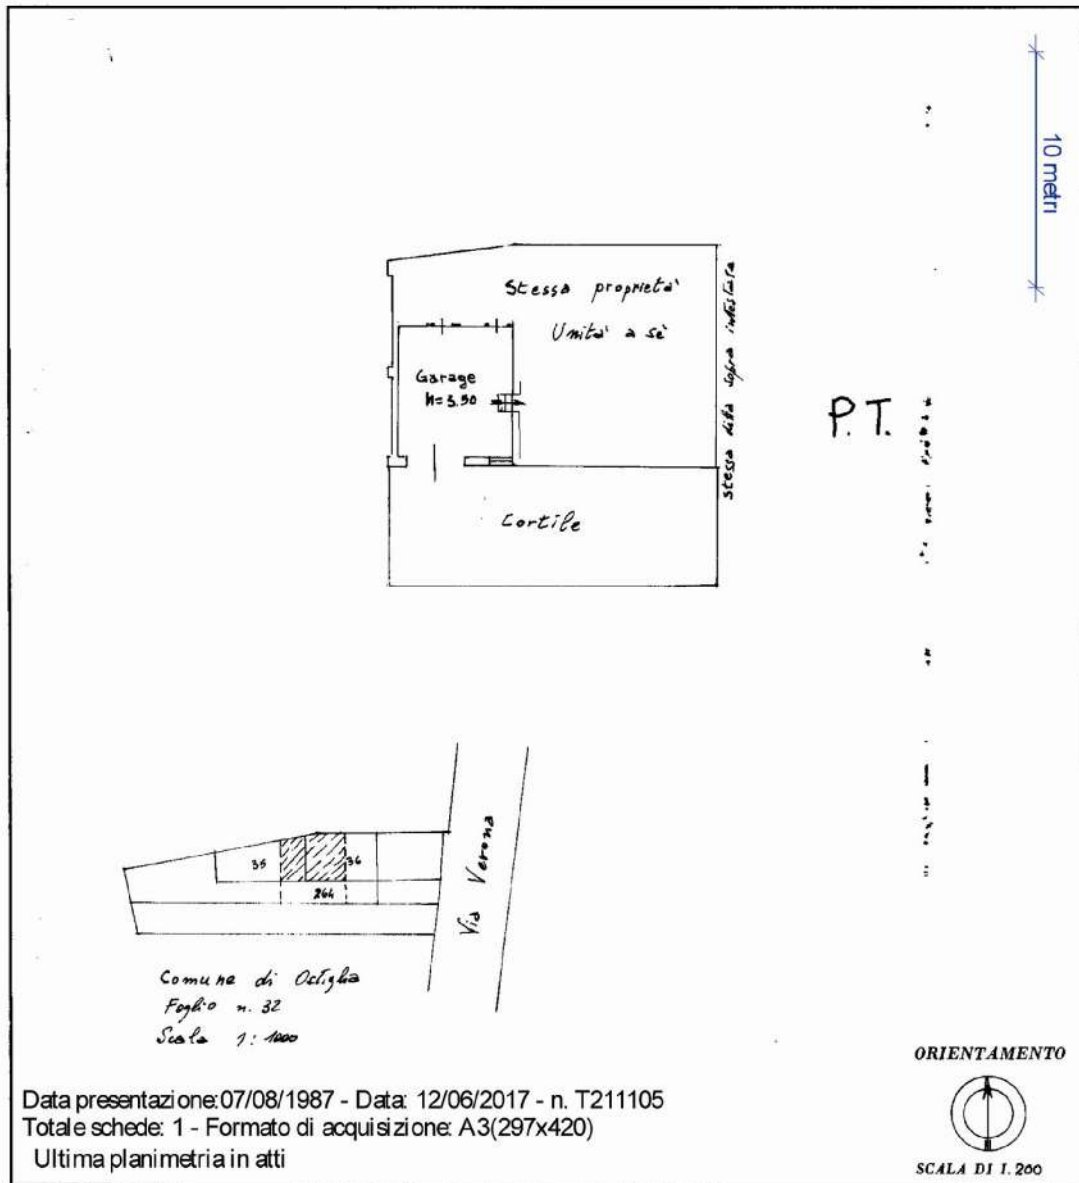 10 metri
Stessa proprietà
Unità a sè
Garage
h=3.50
stessa ditta sopra intestata
P.T.
Cortile
35
36
264
Via Verona
Comune di Ostiglia
Foglio n. 32
Scala 1:1000
ORIENTAMENTO
SCALA DI 1.200
Data presentazione:07/08/1987 - Data: 12/06/2017 - n. T211105
Totale schede: 1 - Formato di acquisizione: A3(297x420)
Ultima planimetria in atti